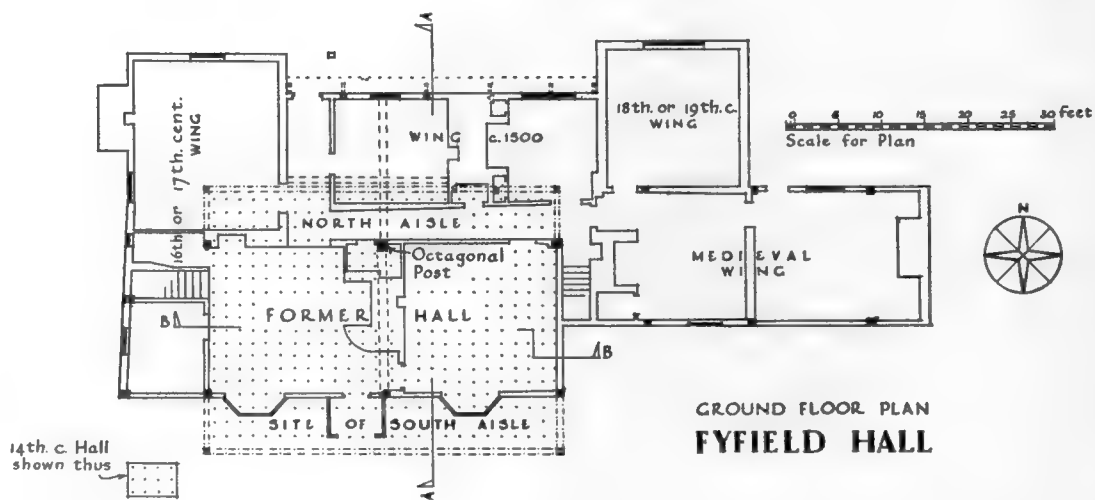 A
16th or 17th cent.
WING
WING c.1500
18th. or 19th.c.
WING
0 5 10 15 20 25 30 feet
Scale for Plan
N
NORTH AISLE
Octagonal
Post
MEDIEVAL
WING
FORMER HALL
B
B
SITE OF SOUTH AISLE
GROUND FLOOR PLAN
FYFIELD HALL
14th. c. Hall
shown thus
A